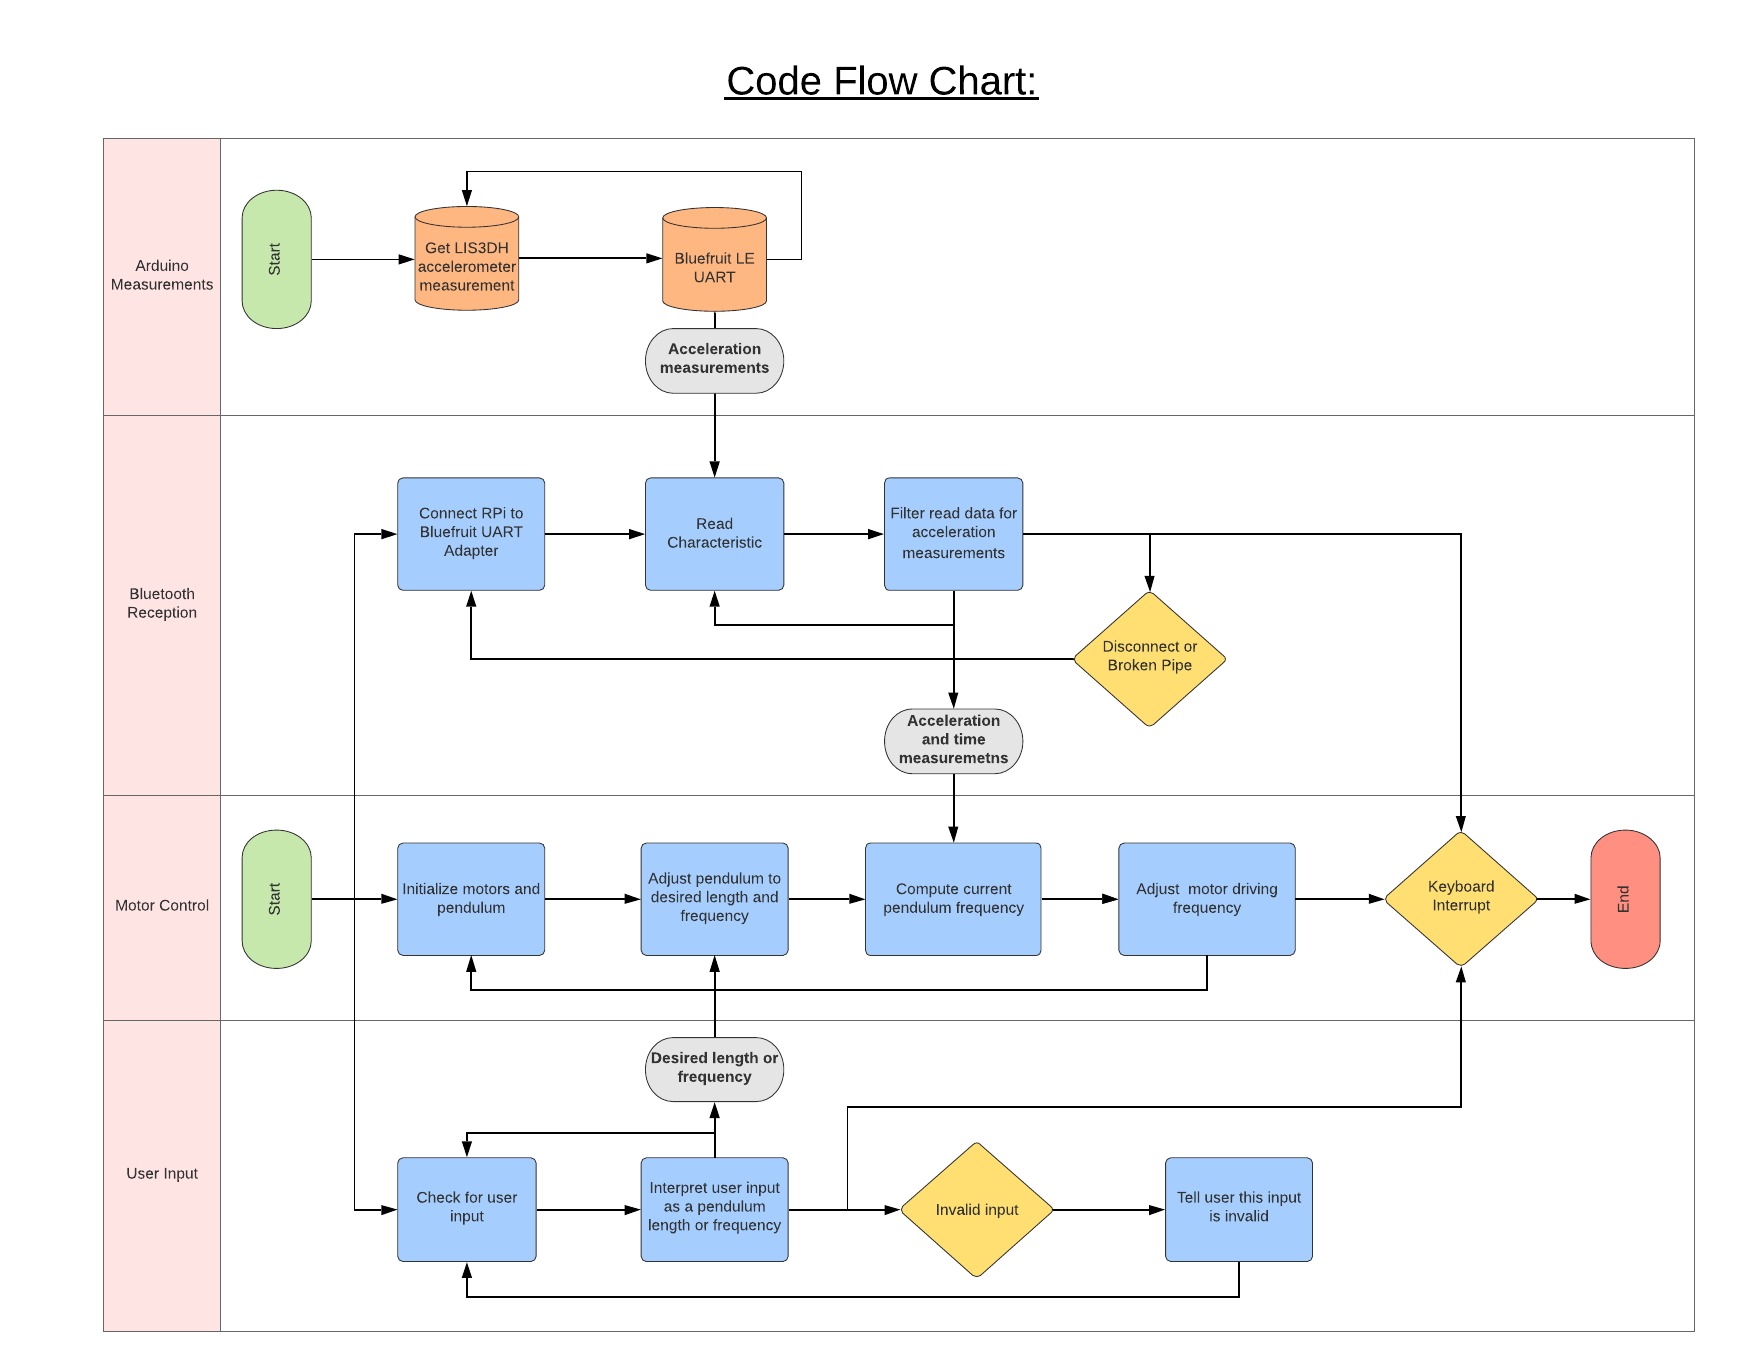 Code Flow Chart:
Arduino
Measurements
Start
Get LIS3DH
accelerometer
measurement
Bluefruit LE
UART
Acceleration
measurements
Bluetooth
Reception
Connect RPi to
Bluefruit UART
Adapter
Read
Characteristic
Filter read data for
acceleration
measurements
Disconnect or
Broken Pipe
Acceleration
and time
measuremetns
Motor Control
Start
Initialize motors and
pendulum
Adjust pendulum to
desired length and
frequency
Compute current
pendulum frequency
Adjust  motor driving
frequency
Keyboard
Interrupt
End
User Input
Desired length or
frequency
Check for user
input
Interpret user input
as a pendulum
length or frequency
Invalid input
Tell user this input
is invalid